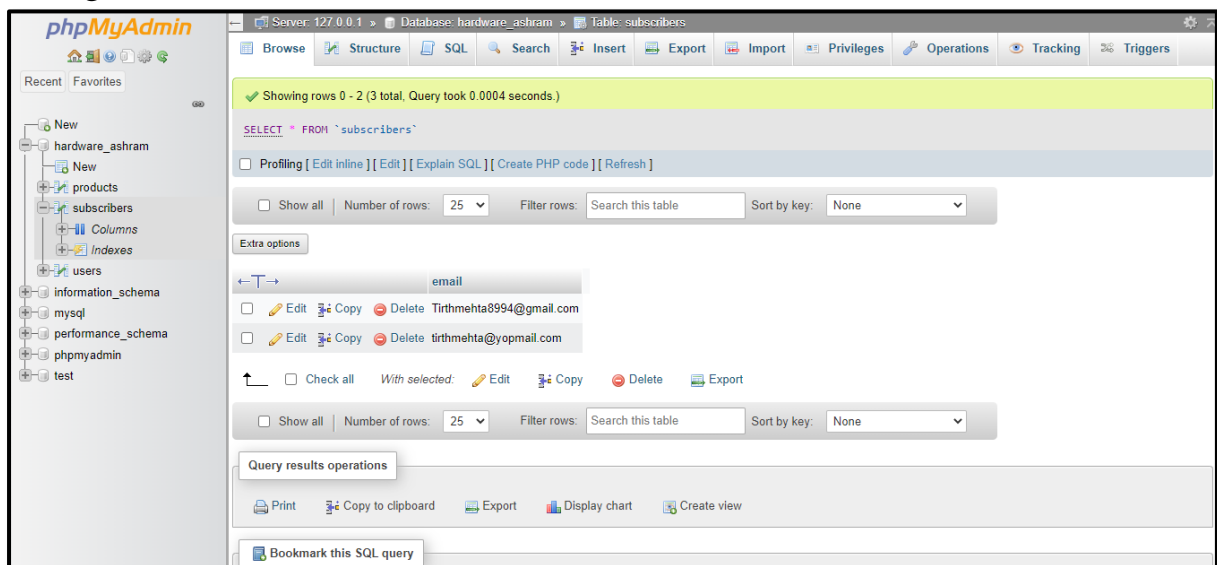 phpMyAdmin
Recent Favorites
New
hardware_ashram
New
products
subscribers
Columns
Indexes
users
information_schema
mysql
performance_schema
phpmyadmin
test
Server: 127.0.0.1 » Database: hardware_ashram » Table: subscribers
Browse Structure SQL Search Insert Export Import Privileges Operations Tracking Triggers
Showing rows 0 - 2 (3 total, Query took 0.0004 seconds.)
SELECT * FROM `subscribers`
Profiling [ Edit inline ] [ Edit ] [ Explain SQL ] [ Create PHP code ] [ Refresh ]
Show all | Number of rows: 25 Filter rows: Search this table Sort by key: None
Extra options
←T→ email
Edit Copy Delete Tirthmehta8994@gmail.com
Edit Copy Delete tirthmehta@yopmail.com
Check all With selected: Edit Copy Delete Export
Show all | Number of rows: 25 Filter rows: Search this table Sort by key: None
Query results operations
Print Copy to clipboard Export Display chart Create view
Bookmark this SQL query